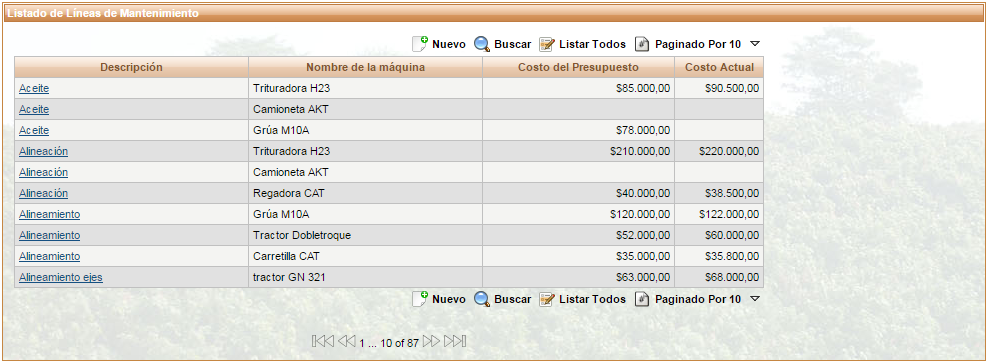 Listado de Líneas de Mantenimiento
Nuevo Buscar Listar Todos Paginado Por 10
Descripción Nombre de la máquina Costo del Presupuesto Costo Actual
Aceite Trituradora H23 $85.000,00 $90.500,00
Aceite Camioneta AKT
Aceite Grúa M10A $78.000,00
Alineación Trituradora H23 $210.000,00 $220.000,00
Alineación Camioneta AKT
Alineación Regadora CAT $40.000,00 $38.500,00
Alineamiento Grúa M10A $120.000,00 $122.000,00
Alineamiento Tractor Dobletroque $52.000,00 $60.000,00
Alineamiento Carretilla CAT $35.000,00 $35.800,00
Alineamiento ejes tractor GN 321 $63.000,00 $68.000,00
Nuevo Buscar Listar Todos Paginado Por 10
1 ... 10 of 87